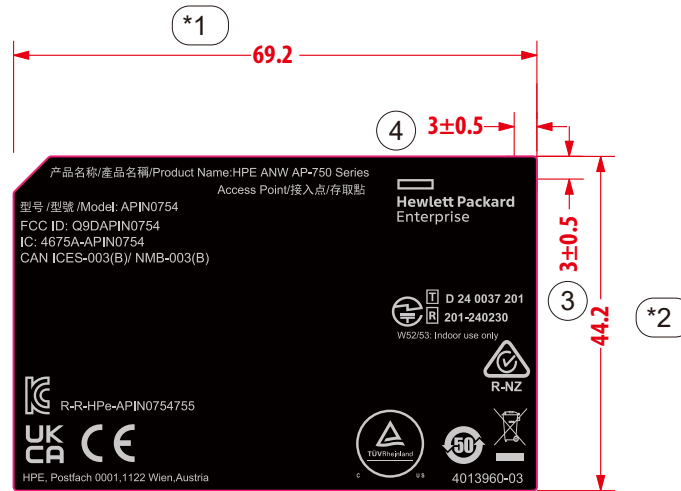 *1
69.2
④ 3±0.5
产品名称/產品名稱/Product Name:HPE ANW AP-750 Series
Access Point/接入点/存取點
Hewlett Packard
Enterprise
型号 /型號 /Model: APIN0754
FCC ID: Q9DAPIN0754
IC: 4675A-APIN0754
CAN ICES-003(B)/ NMB-003(B)
3±0.5
③
44.2
*2
T D 24 0037 201
R 201-240230
W52/53: Indoor use only
R-NZ
R-R-HPe-APIN0754755
UK
CA CE
TÜVRheinland
C US
50
HPE, Postfach 0001,1122 Wien,Austria
4013960-03